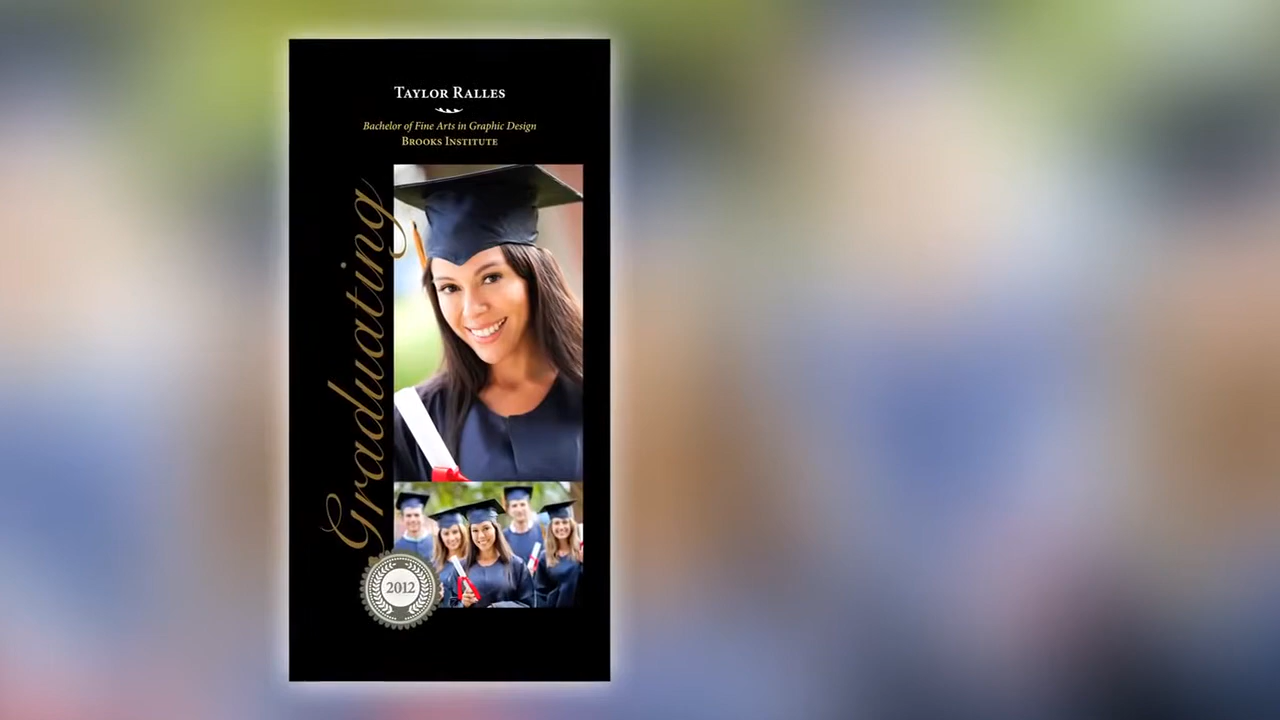 TAYLOR RALLES
Bachelor of Fine Arts in Graphic Design
BROOKS INSTITUTE
Graduating
2012